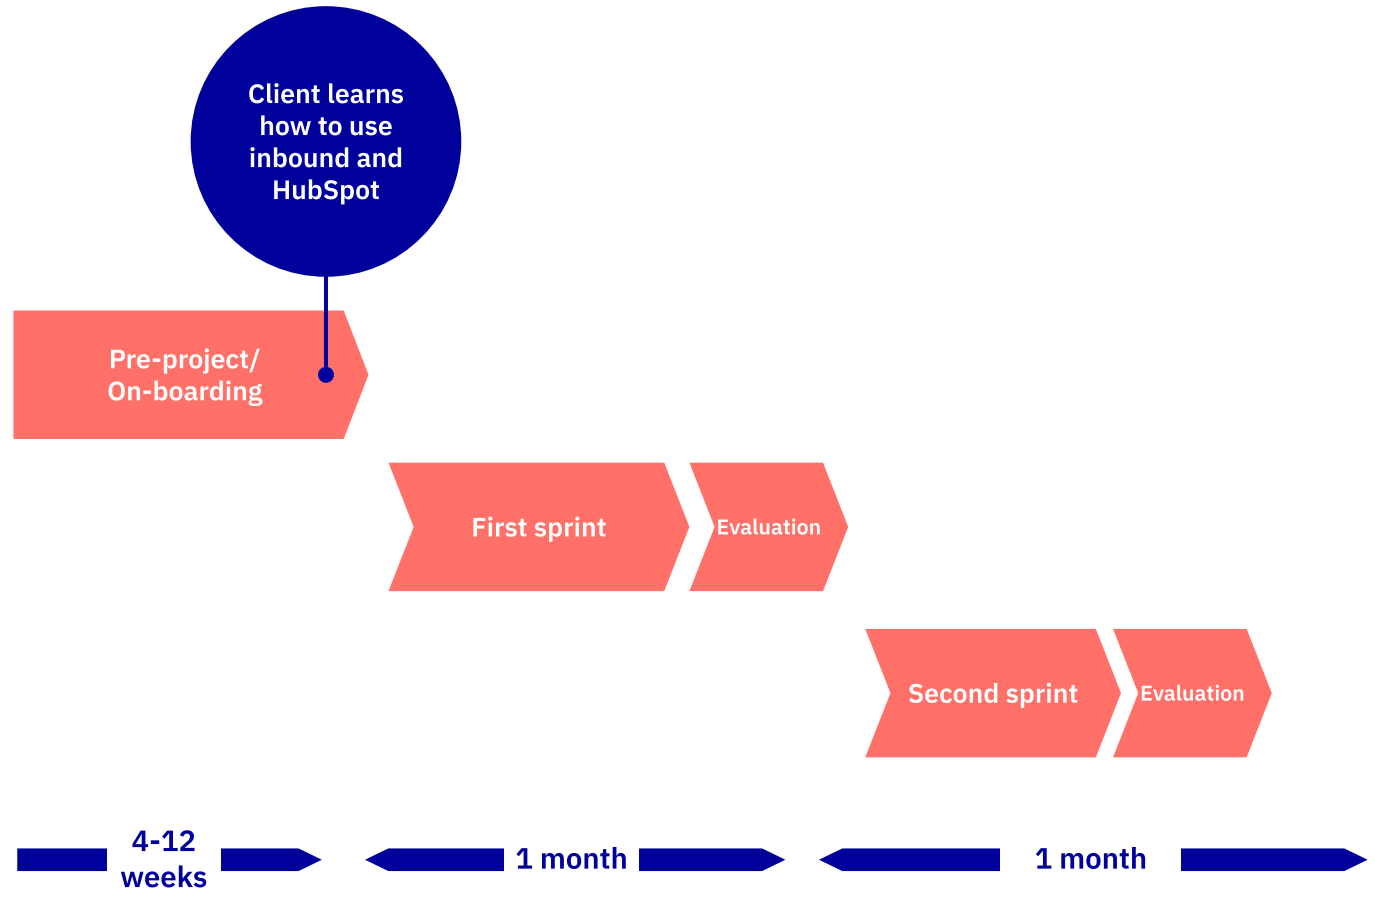 Client learns
how to use
inbound and
HubSpot
Pre-project/
On-boarding
First sprint
Evaluation
Second sprint
Evaluation
4-12
weeks
1 month
1 month